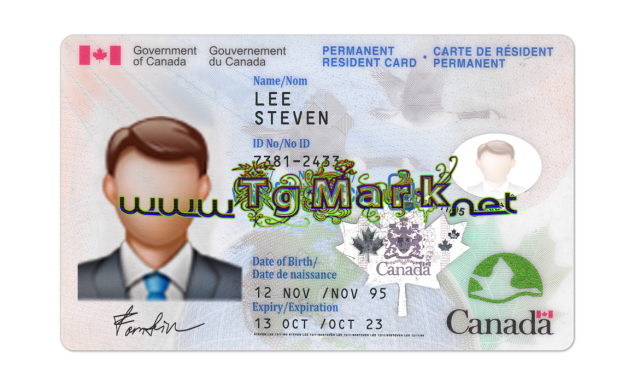 Government of Canada
Gouvernement du Canada
PERMANENT RESIDENT CARD
CARTE DE RÉSIDENT PERMANENT
Name/Nom
LEE
STEVEN
ID No/No ID
7381-2433
www.TgMark.net
Canada
Date of Birth/
Date de naissance
12 NOV /NOV 95
Expiry/Expiration
13 OCT /OCT 23
Canada